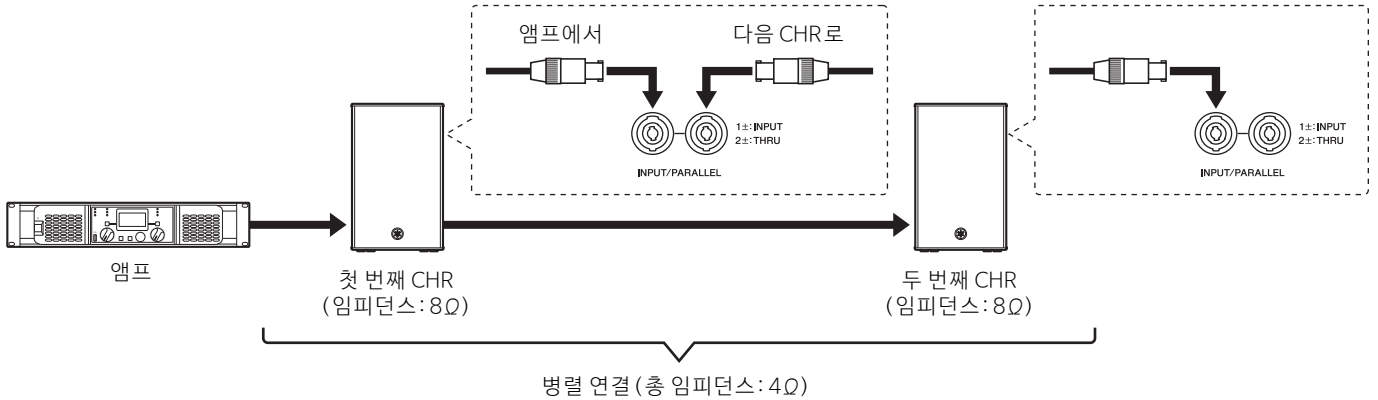 앰프에서
다음 CHR로
1±: INPUT
2±: THRU
INPUT/PARALLEL
1±: INPUT
2±: THRU
INPUT/PARALLEL
앰프
첫 번째 CHR
(임피던스: 8Ω)
두 번째 CHR
(임피던스: 8Ω)
병렬 연결 (총 임피던스: 4Ω)